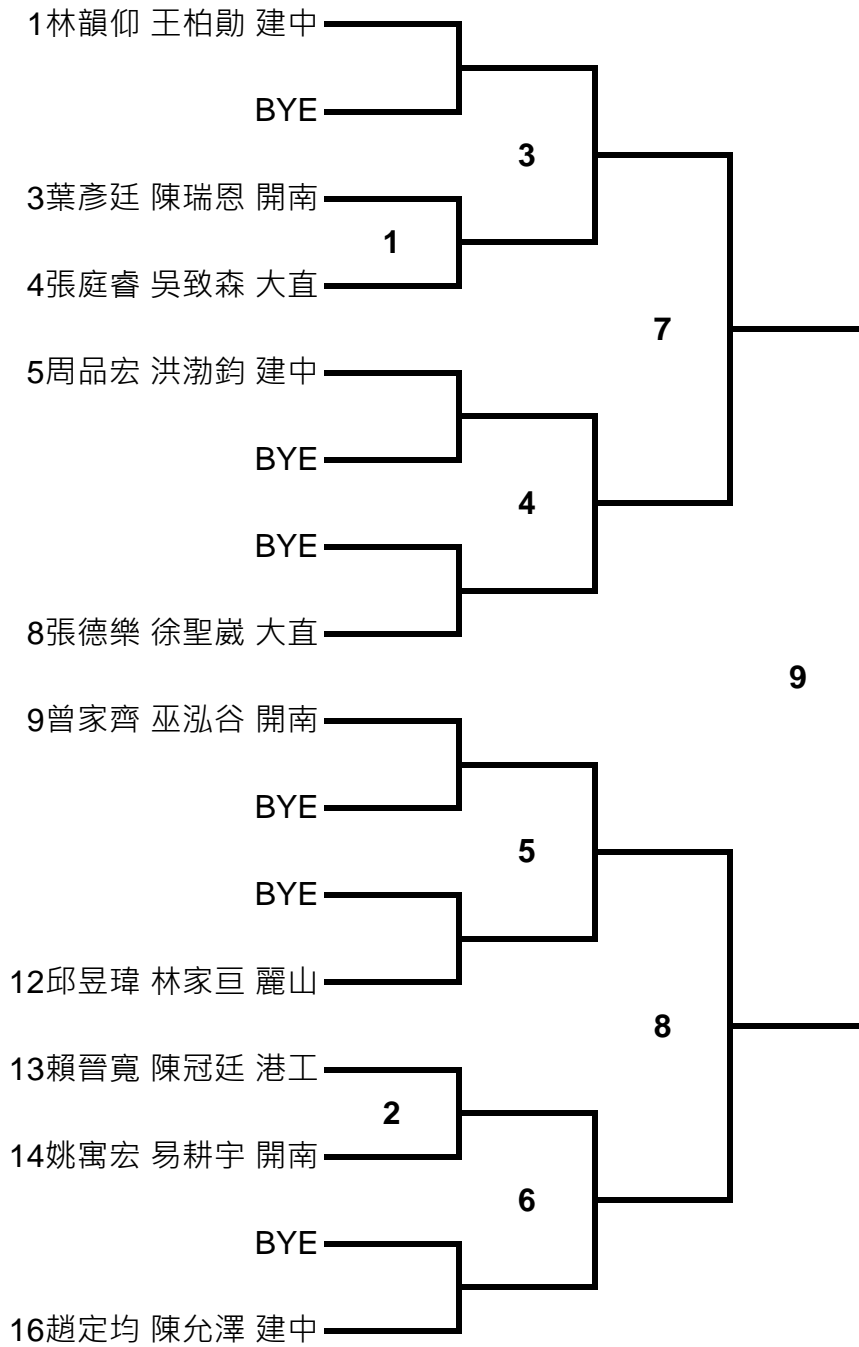 1林韻仰 王柏勛 建中
BYE
3
3葉彥廷 陳瑞恩 開南
1
4張庭睿 吳致森 大直
7
5周品宏 洪渤鈞 建中
BYE
4
BYE
8張德樂 徐聖崴 大直
9
9曾家齊 巫泓谷 開南
BYE
5
BYE
12邱昱瑋 林家亘 麗山
8
13賴晉寬 陳冠廷 港工
2
14姚寓宏 易耕宇 開南
6
BYE
16趙定均 陳允澤 建中